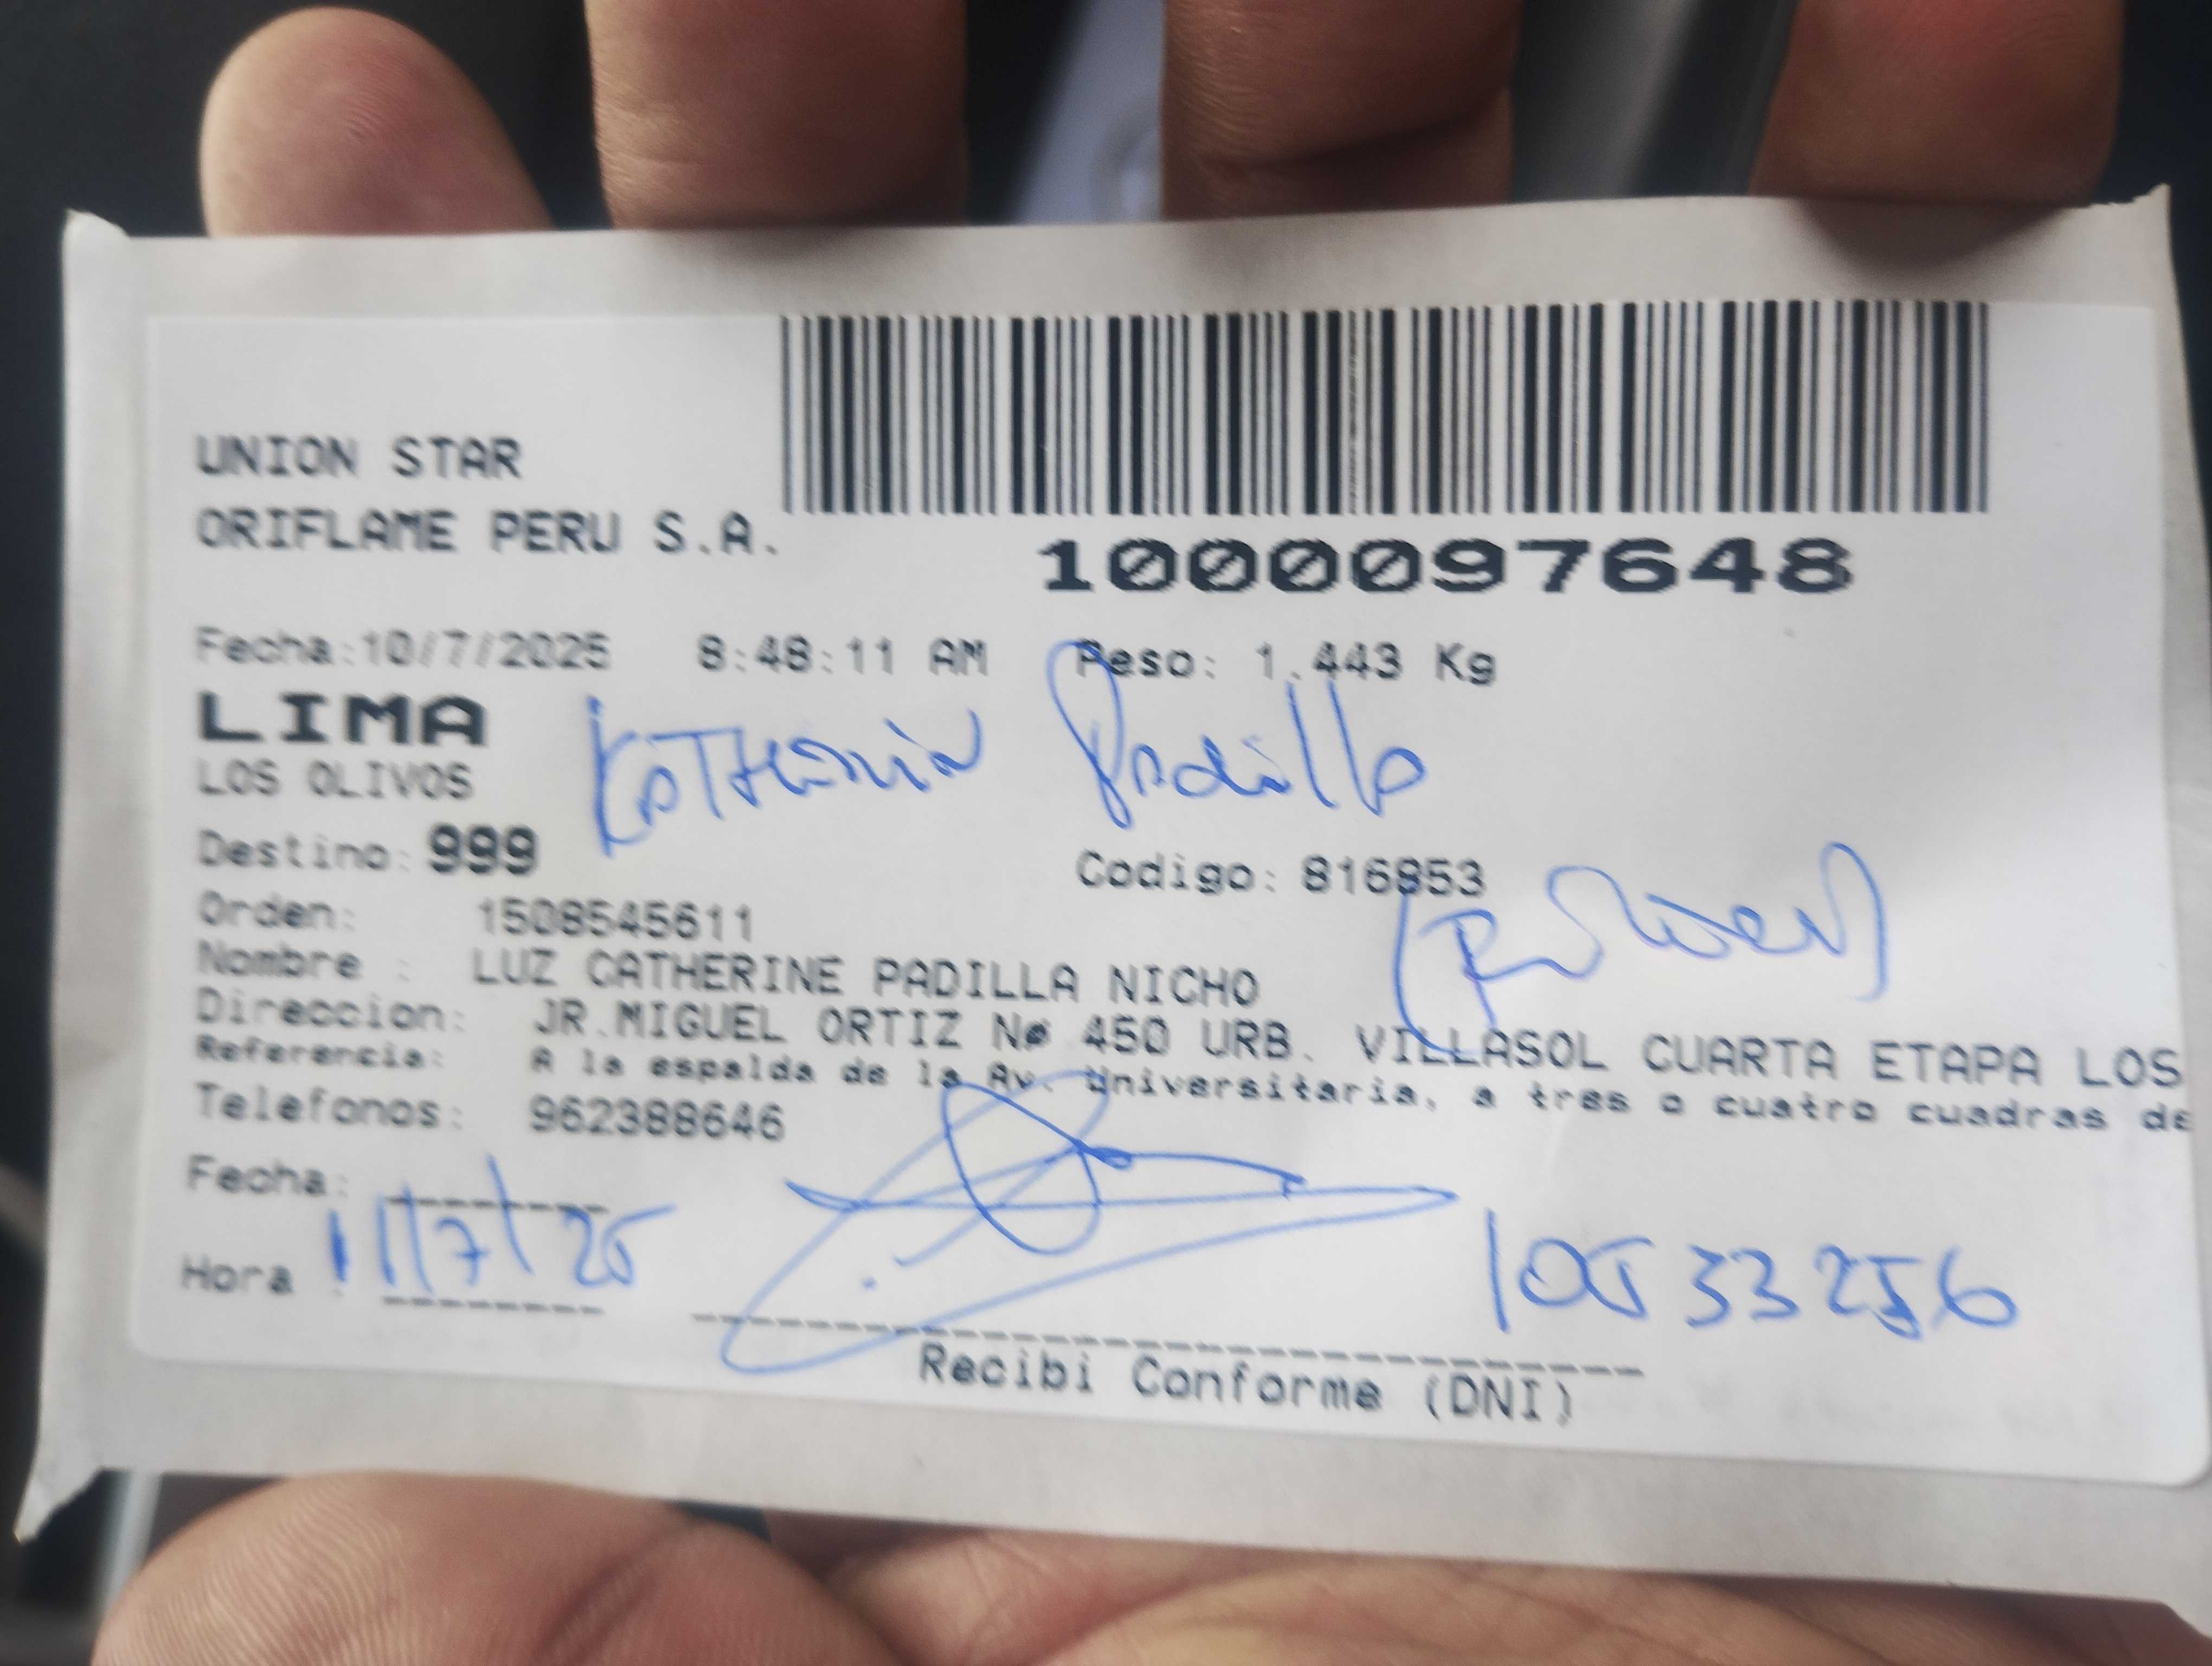 UNION STAR
ORIFLAME PERU S.A.
1000097648
Fecha:10/7/2025 8:48:11 AM Peso: 1.443 Kg
LIMA
LOS OLIVOS
Padilla
Destino: 999 Codigo: 816853
Orden: 1508545611
Nombre : LUZ CATHERINE PADILLA NICHO
Direccion: JR.MIGUEL ORTIZ Nø 450 URB. VILLASOL CUARTA ETAPA LOS
Referencia: A la espalda de la Av. Universitaria, a tres o cuatro cuadras de
Telefonos: 962388646
Fecha:
11/7/25
Hora :
10533256
Recibi Conforme (DNI)